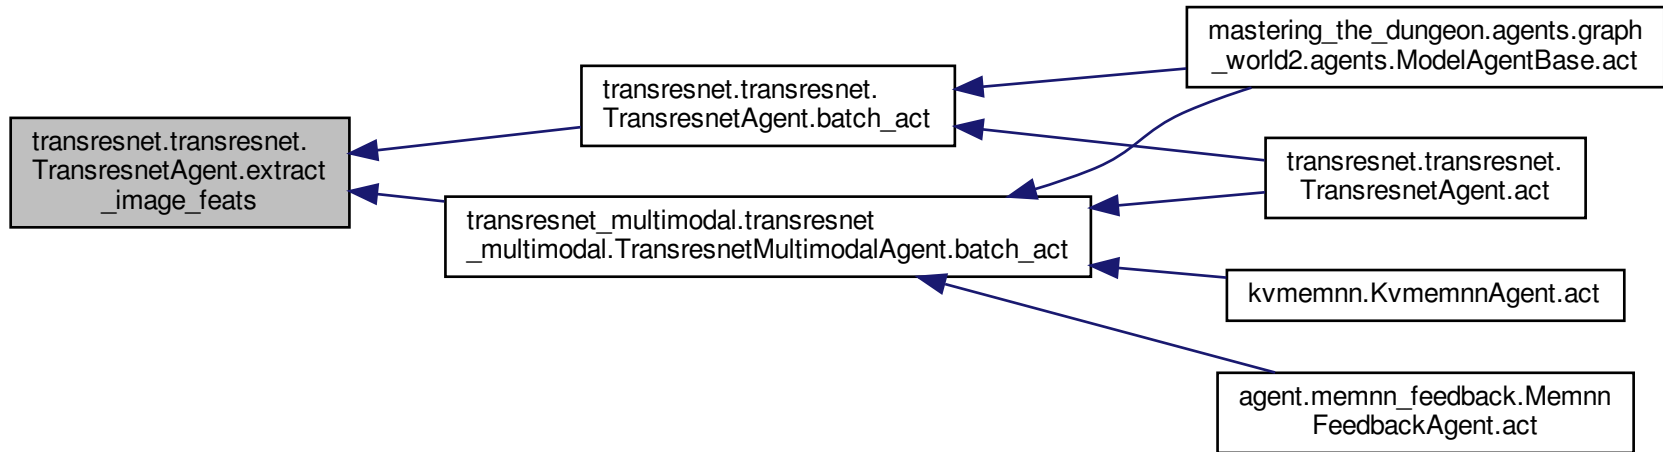 transresnet.transresnet.
TransresnetAgent.extract
_image_feats
transresnet.transresnet.
TransresnetAgent.batch_act
transresnet_multimodal.transresnet
_multimodal.TransresnetMultimodalAgent.batch_act
mastering_the_dungeon.agents.graph
_world2.agents.ModelAgentBase.act
transresnet.transresnet.
TransresnetAgent.act
kvmemnn.KvmemnnAgent.act
agent.memnn_feedback.Memnn
FeedbackAgent.act